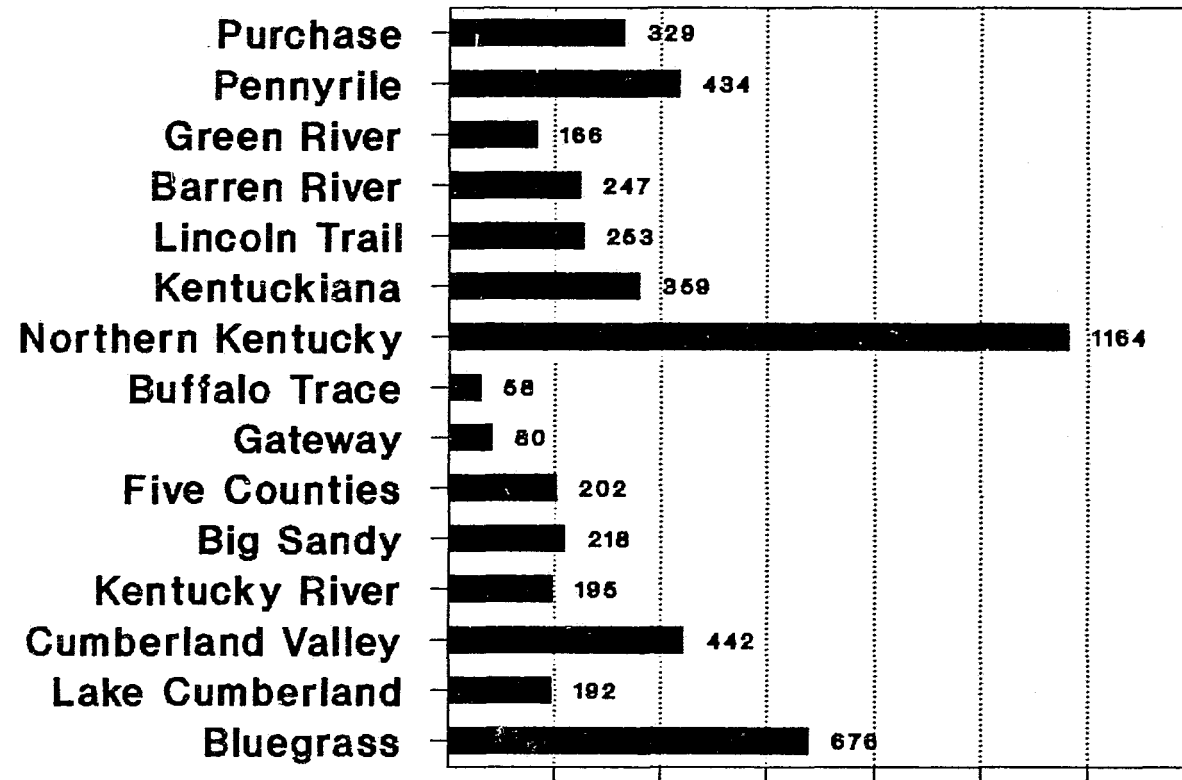 Purchase 329
Pennyrile 434
Green River 166
Barren River 247
Lincoln Trail 253
Kentuckiana 359
Northern Kentucky 1164
Buffalo Trace 58
Gateway 80
Five Counties 202
Big Sandy 218
Kentucky River 195
Cumberland Valley 442
Lake Cumberland 192
Bluegrass 676